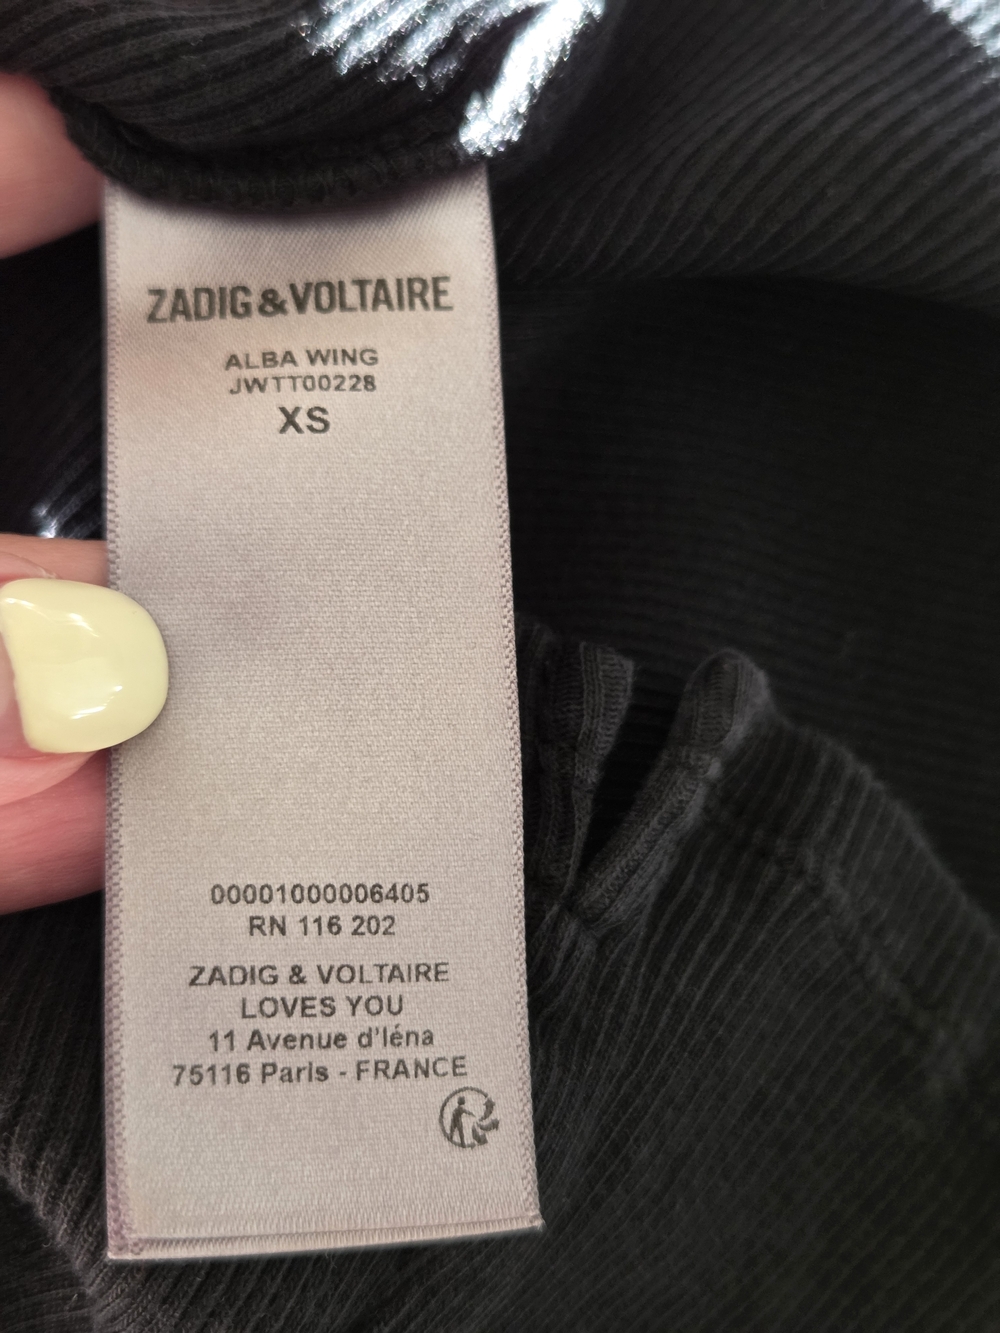 ZADIG&VOLTAIRE
ALBA WING
JWTT00228
XS
00001000006405
RN 116 202
ZADIG & VOLTAIRE
LOVES YOU
11 Avenue d'Iéna
75116 Paris - FRANCE